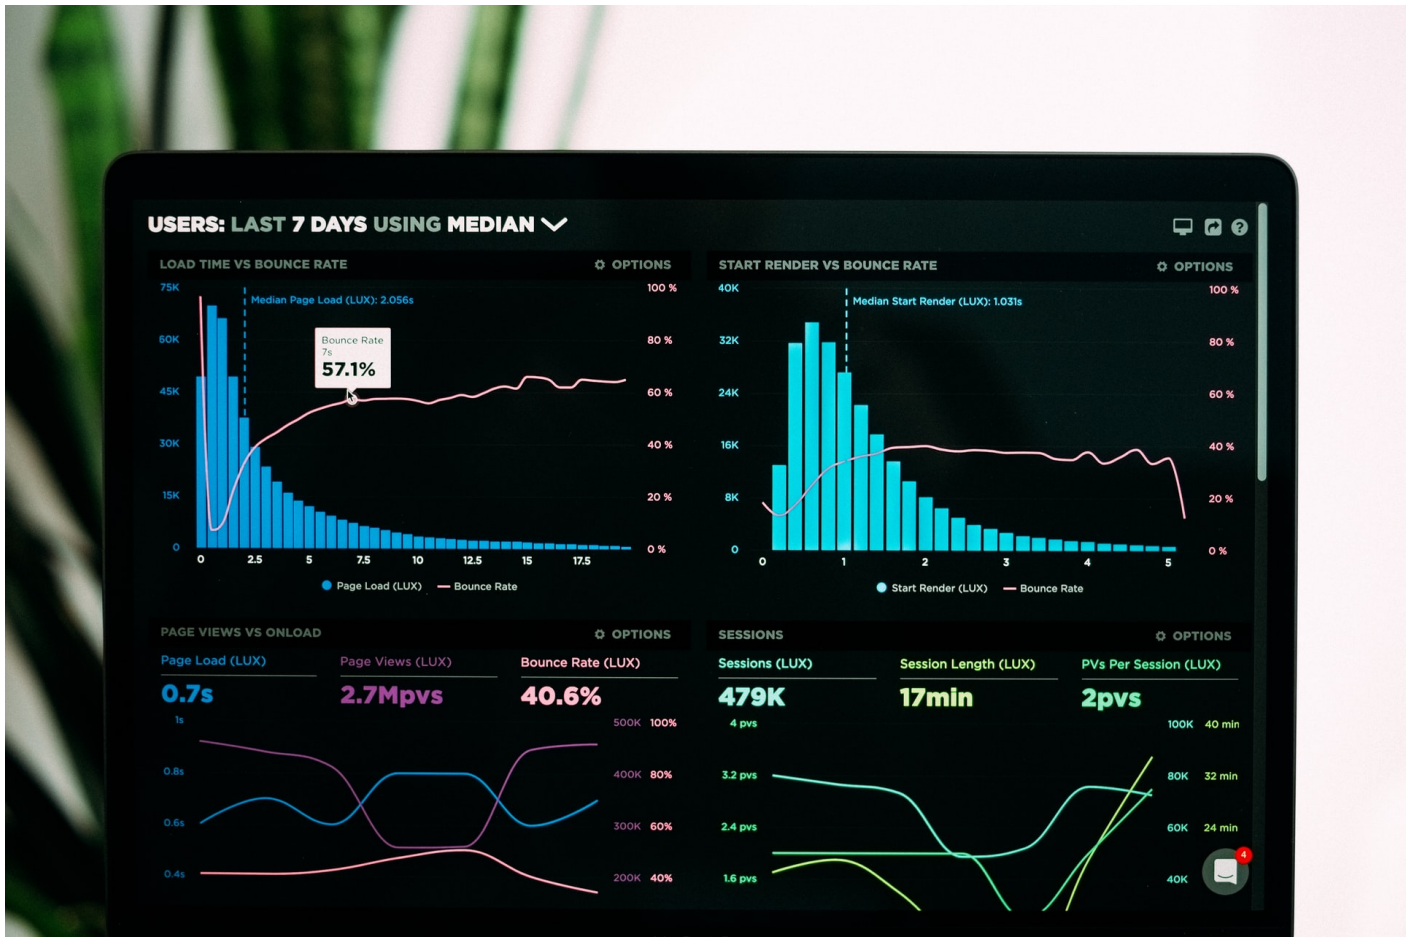 USERS: LAST 7 DAYS USING MEDIAN
LOAD TIME VS BOUNCE RATE
OPTIONS
75K
60K
45K
30K
15K
0
Median Page Load (LUX): 2.056s
Bounce Rate
7s
57.1%
100 %
80 %
60 %
40 %
20 %
0 %
0 2.5 5 7.5 10 12.5 15 17.5
Page Load (LUX) Bounce Rate
START RENDER VS BOUNCE RATE
OPTIONS
40K
32K
24K
16K
8K
0
Median Start Render (LUX): 1.031s
100 %
80 %
60 %
40 %
20 %
0 %
0 1 2 3 4 5
Start Render (LUX) Bounce Rate
PAGE VIEWS VS ONLOAD
OPTIONS
Page Load (LUX) Page Views (LUX) Bounce Rate (LUX)
0.7s 2.7Mpvs 40.6%
1s
0.8s
0.6s
0.4s
500K 100%
400K 80%
300K 60%
200K 40%
SESSIONS
OPTIONS
Sessions (LUX) Session Length (LUX) PVs Per Session (LUX)
479K 17min 2pvs
4 pvs
3.2 pvs
2.4 pvs
1.6 pvs
100K 40 min
80K 32 min
60K 24 min
40K
4